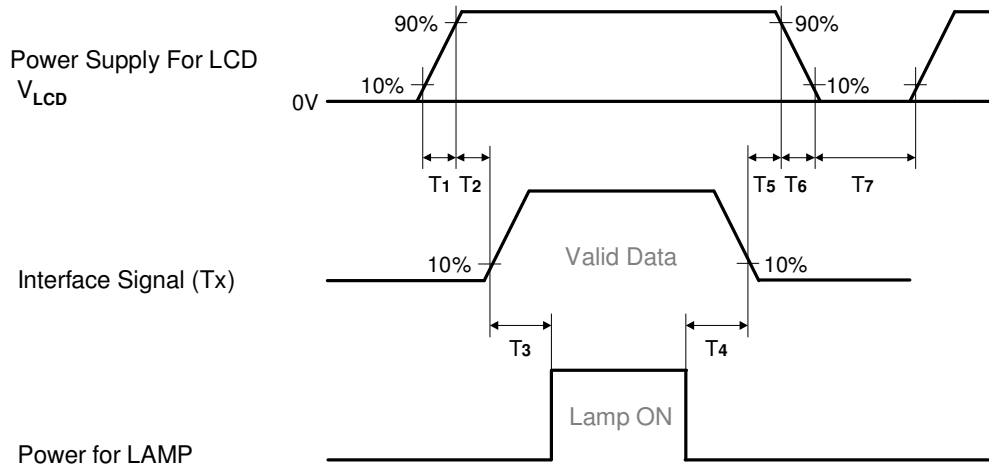 90% 90%
Power Supply For LCD
VLCD
10% 10%
0V
T1 T2 T5 T6 T7
Valid Data
10% 10%
Interface Signal (Tx)
T3 T4
Lamp ON
Power for LAMP